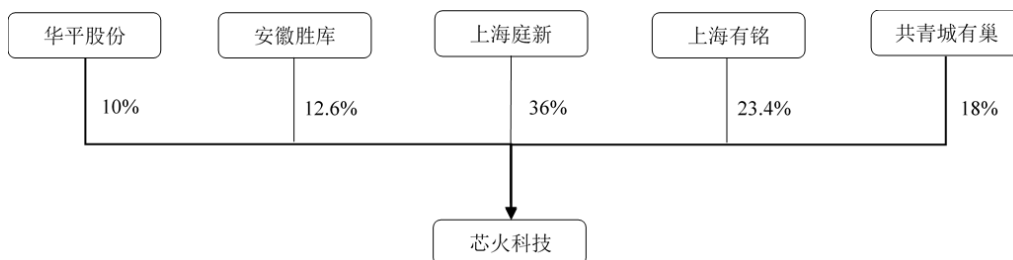 华平股份
安徽胜库
上海庭新
上海有铭
共青城有巢
10%
12.6%
36%
23.4%
18%
芯火科技